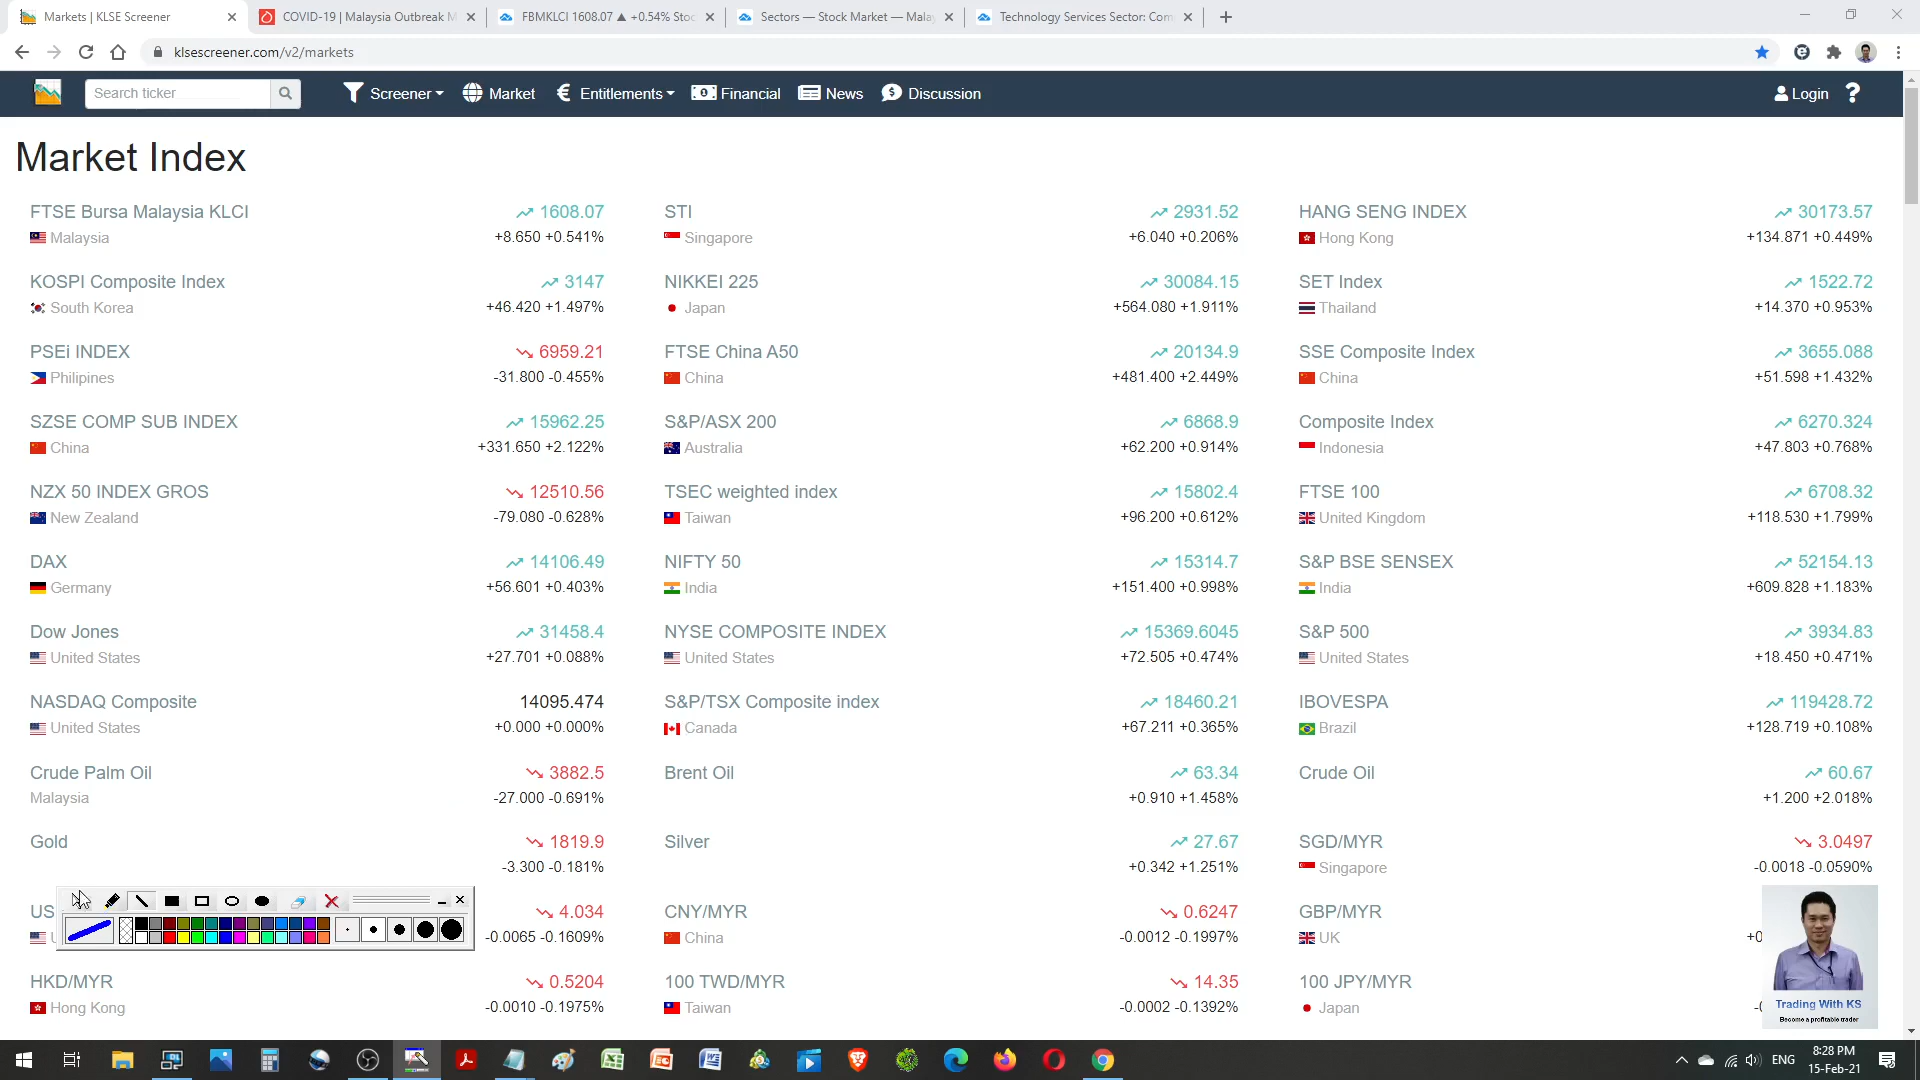 Markets | KLSE Screener
COVID-19 | Malaysia Outbreak M
FBMKLCI 1608.07 ▲ +0.54% Stoc
Sectors — Stock Market — Malay
Technology Services Sector: Com
klsescreener.com/v2/markets
Search ticker
Screener
Market
Entitlements
Financial
News
Discussion
Login
Market Index
FTSE Bursa Malaysia KLCI 1608.07
Malaysia +8.650 +0.541%
STI 2931.52
Singapore +6.040 +0.206%
HANG SENG INDEX 30173.57
Hong Kong +134.871 +0.449%
KOSPI Composite Index 3147
South Korea +46.420 +1.497%
NIKKEI 225 30084.15
Japan +564.080 +1.911%
SET Index 1522.72
Thailand +14.370 +0.953%
PSEi INDEX 6959.21
Philipines -31.800 -0.455%
FTSE China A50 20134.9
China +481.400 +2.449%
SSE Composite Index 3655.088
China +51.598 +1.432%
SZSE COMP SUB INDEX 15962.25
China +331.650 +2.122%
S&P/ASX 200 6868.9
Australia +62.200 +0.914%
Composite Index 6270.324
Indonesia +47.803 +0.768%
NZX 50 INDEX GROS 12510.56
New Zealand -79.080 -0.628%
TSEC weighted index 15802.4
Taiwan +96.200 +0.612%
FTSE 100 6708.32
United Kingdom +118.530 +1.799%
DAX 14106.49
Germany +56.601 +0.403%
NIFTY 50 15314.7
India +151.400 +0.998%
S&P BSE SENSEX 52154.13
India +609.828 +1.183%
Dow Jones 31458.4
United States +27.701 +0.088%
NYSE COMPOSITE INDEX 15369.6045
United States +72.505 +0.474%
S&P 500 3934.83
United States +18.450 +0.471%
NASDAQ Composite 14095.474
United States +0.000 +0.000%
S&P/TSX Composite index 18460.21
Canada +67.211 +0.365%
IBOVESPA 119428.72
Brazil +128.719 +0.108%
Crude Palm Oil 3882.5
Malaysia -27.000 -0.691%
Brent Oil 63.34
+0.910 +1.458%
Crude Oil 60.67
+1.200 +2.018%
Gold 1819.9
-3.300 -0.181%
Silver 27.67
+0.342 +1.251%
SGD/MYR 3.0497
Singapore -0.0018 -0.0590%
US 4.034
-0.0065 -0.1609%
CNY/MYR 0.6247
China -0.0012 -0.1997%
GBP/MYR
UK +0
HKD/MYR 0.5204
Hong Kong -0.0010 -0.1975%
100 TWD/MYR 14.35
Taiwan -0.0002 -0.1392%
100 JPY/MYR
Japan
Trading With KS
Become a profitable trader
ENG
8:28 PM
15-Feb-21